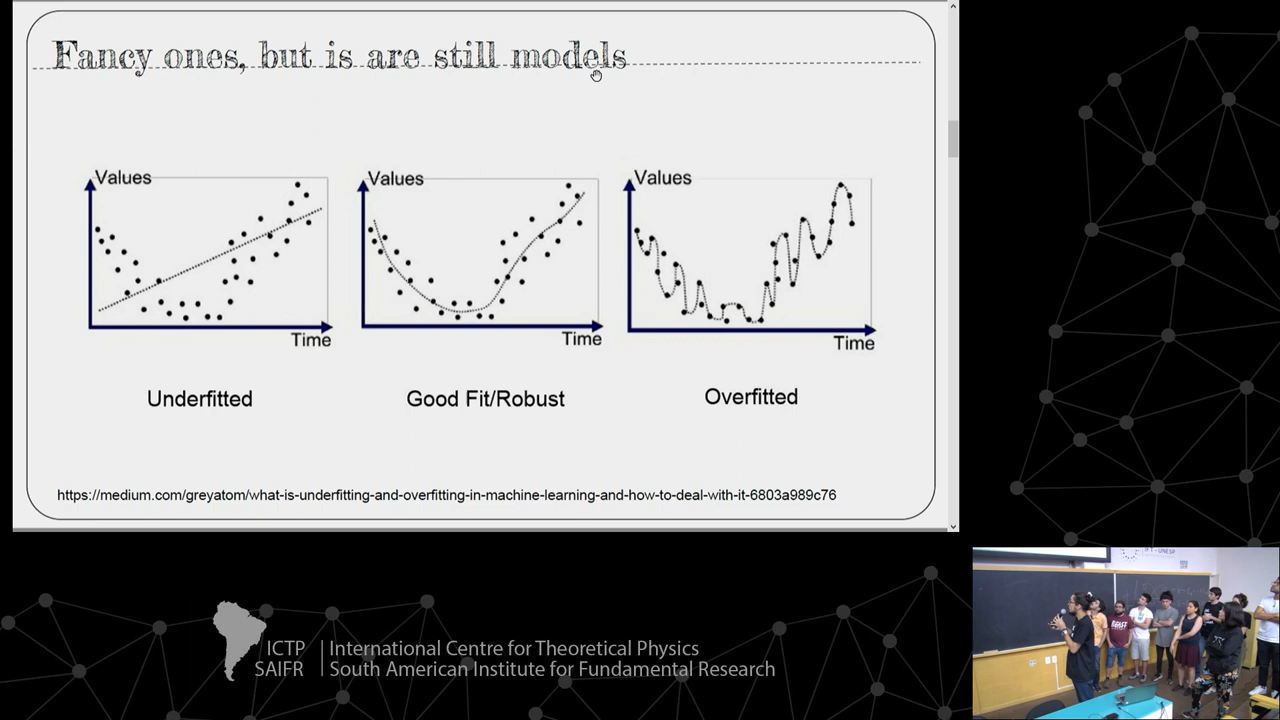 Fancy ones, but is are still models
Values
Time
Underfitted
Values
Time
Good Fit/Robust
Values
Time
Overfitted
https://medium.com/greyatom/what-is-underfitting-and-overfitting-in-machine-learning-and-how-to-deal-with-it-6803a989c76
ICTP
SAIFR
International Centre for Theoretical Physics
South American Institute for Fundamental Research